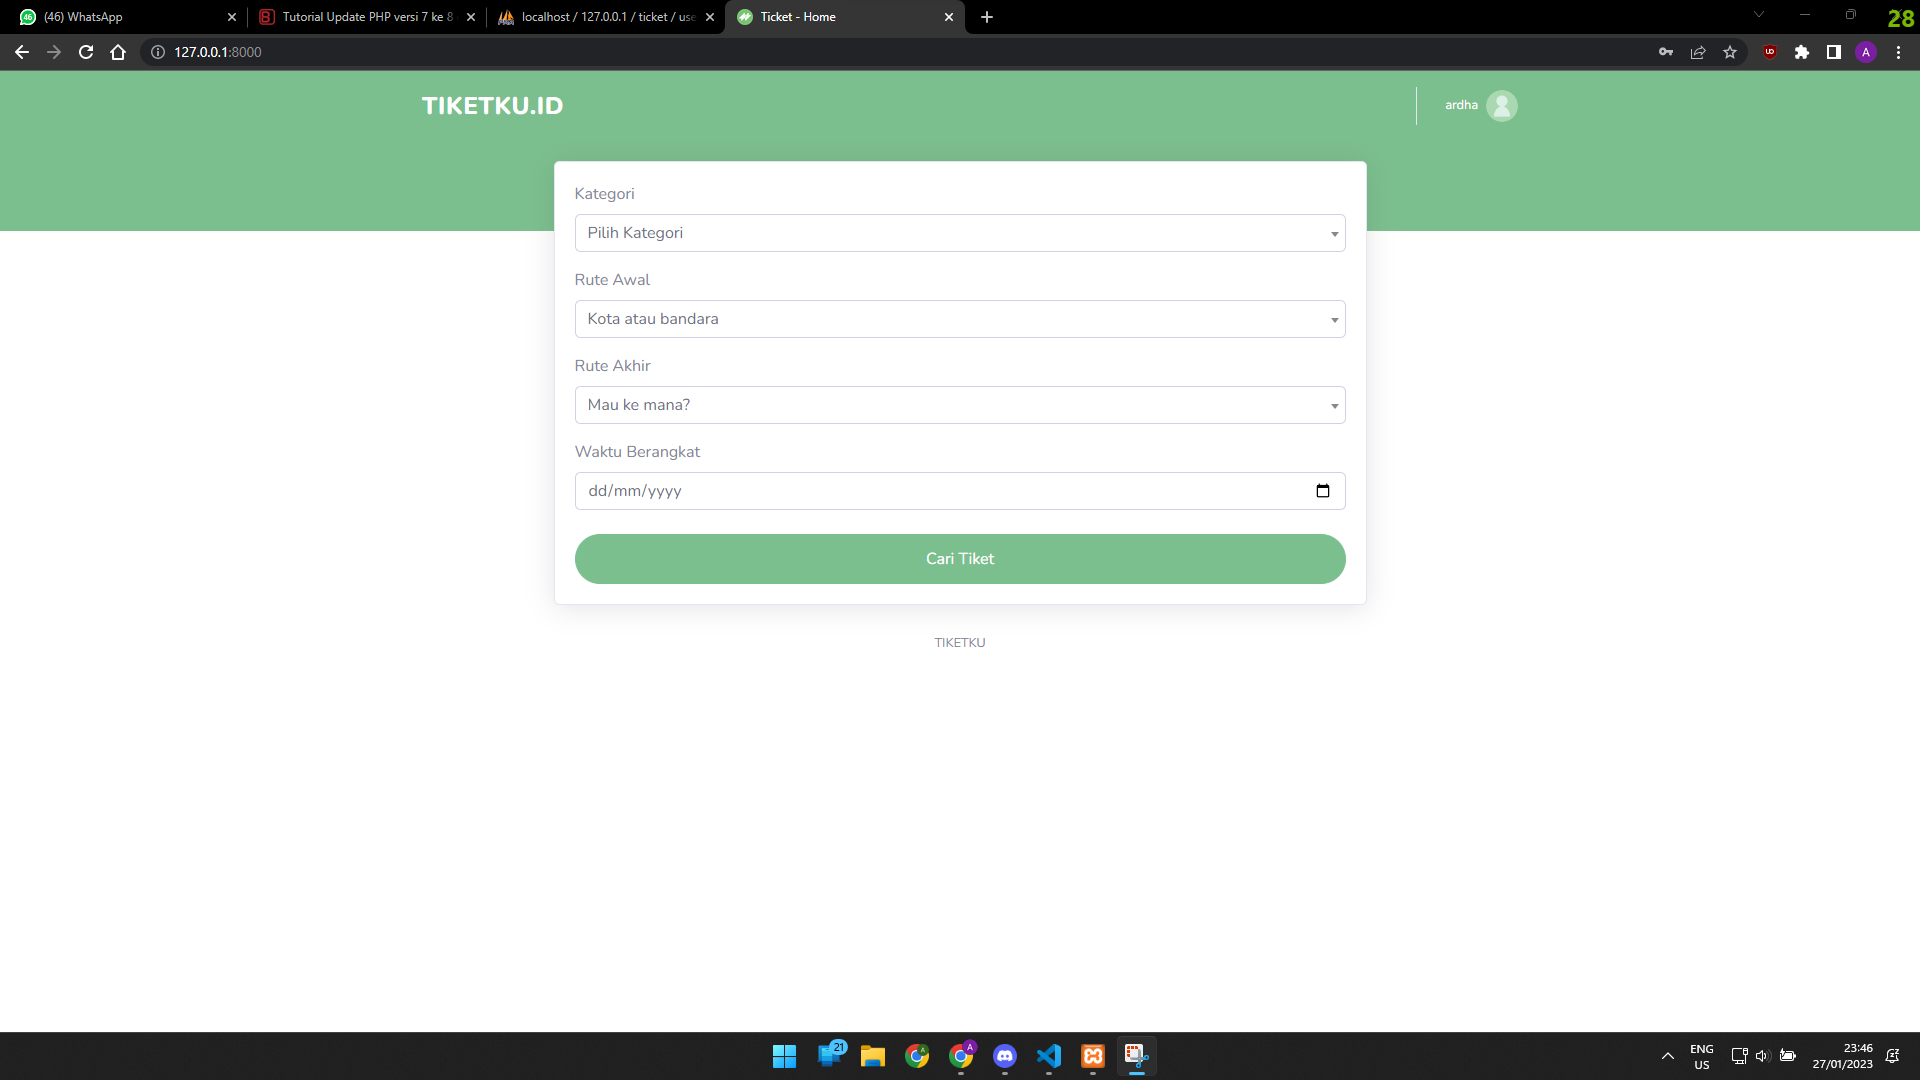 46
(46) WhatsApp
B
Tutorial Update PHP versi 7 ke 8
localhost / 127.0.0.1 / ticket / use
Ticket - Home
28
127.0.0.1:8000
UD
A
TIKETKU.ID
ardha
Kategori
Pilih Kategori
Rute Awal
Kota atau bandara
Rute Akhir
Mau ke mana?
Waktu Berangkat
dd/mm/yyyy
Cari Tiket
TIKETKU
21
A
A
ENG
US
23:46
27/01/2023